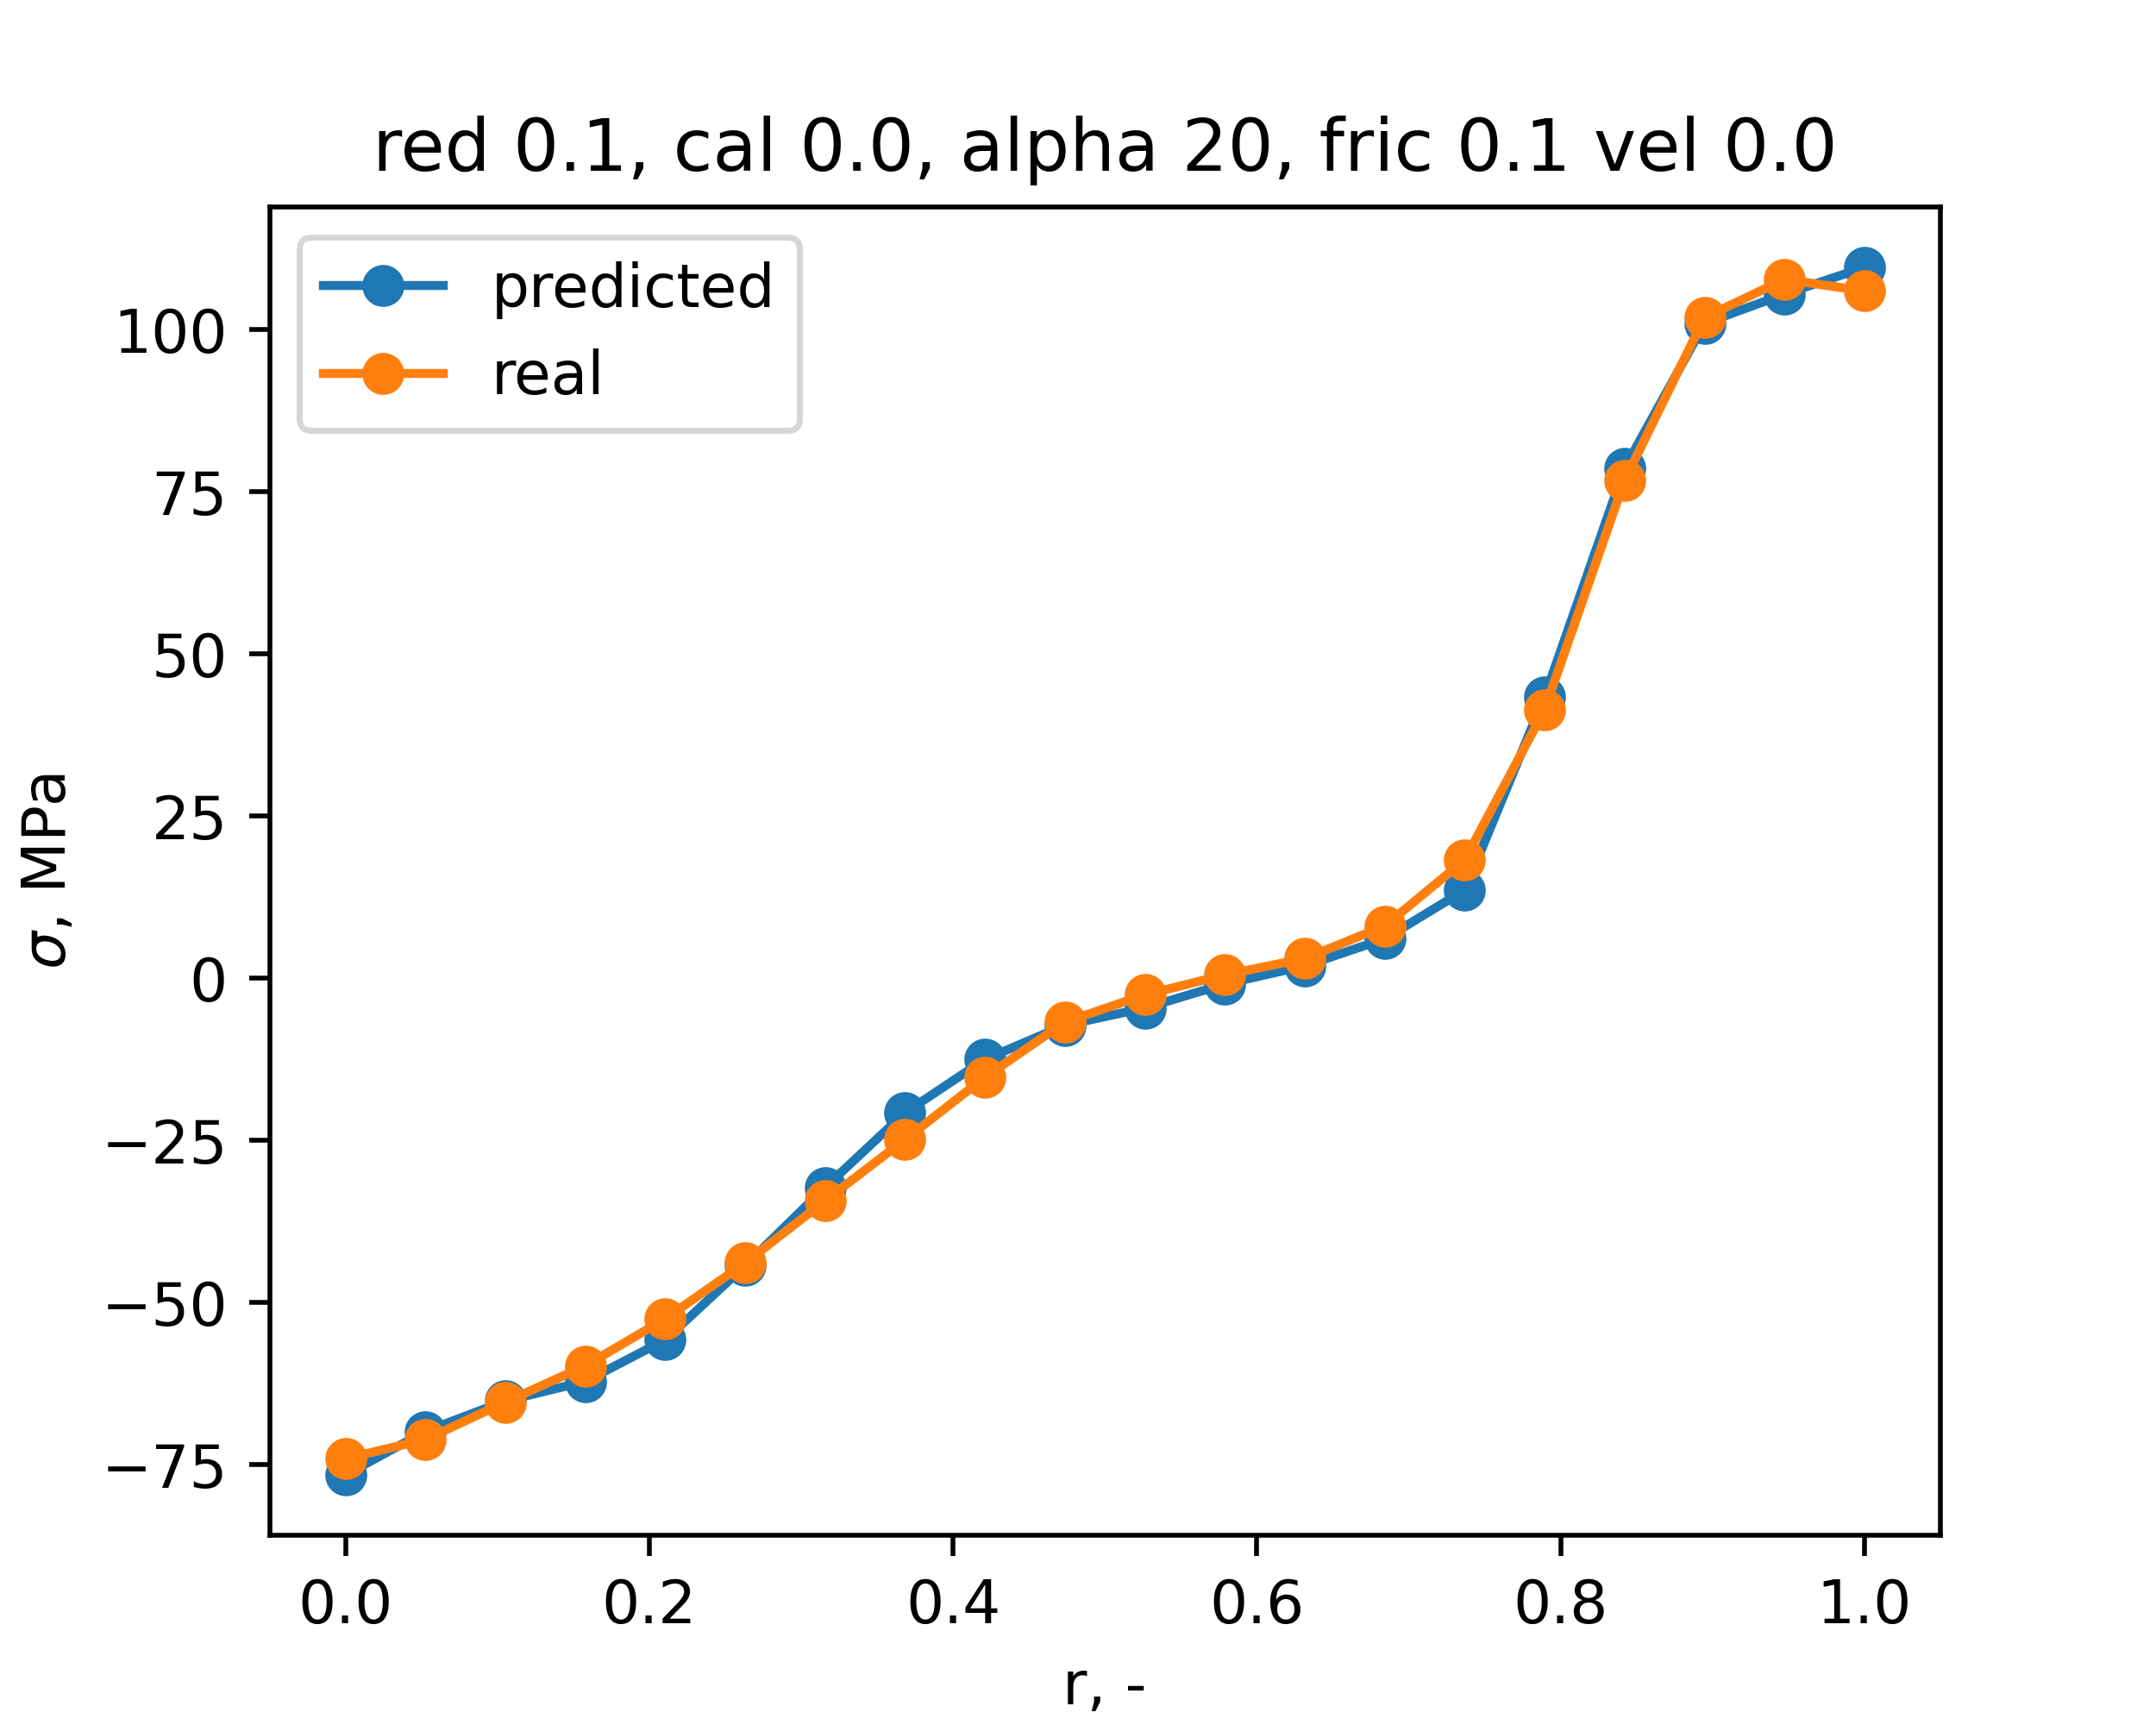 red 0.1, cal 0.0, alpha 20, fric 0.1 vel 0.0
predicted
real
100
75
50
25
0
−25
−50
−75
σ, MPa
0.0 0.2 0.4 0.6 0.8 1.0
r, -